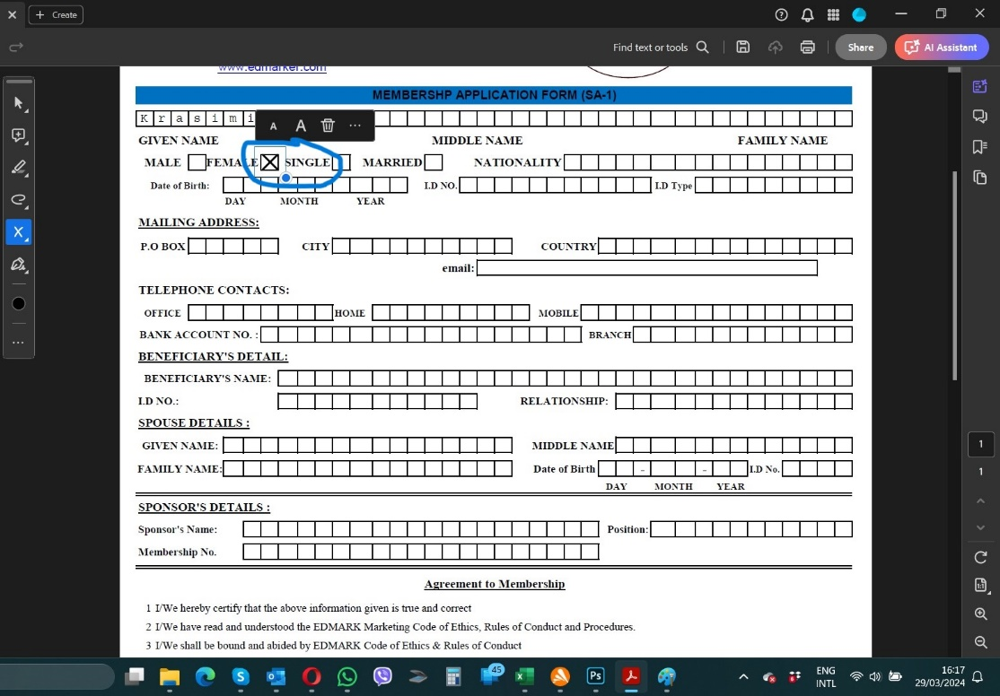 Create
Find text or tools
Share
AI Assistant
www.edmarker.com
MEMBERSHP APPLICATION FORM (SA-1)
K r a s i m i
A A ...
GIVEN NAME MIDDLE NAME FAMILY NAME
MALE FEMALE SINGLE MARRIED NATIONALITY
Date of Birth: I.D NO. I.D Type
DAY MONTH YEAR
MAILING ADDRESS:
P.O BOX CITY COUNTRY
email:
TELEPHONE CONTACTS:
OFFICE HOME MOBILE
BANK ACCOUNT NO. : BRANCH
BENEFICIARY'S DETAIL:
BENEFICIARY'S NAME:
I.D NO.: RELATIONSHIP:
SPOUSE DETAILS :
GIVEN NAME: MIDDLE NAME
FAMILY NAME: Date of Birth - - I.D No.
DAY MONTH YEAR
SPONSOR'S DETAILS :
Sponsor's Name: Position:
Membership No.
Agreement to Membership
1 I/We hereby certify that the above information given is true and correct
2 I/We have read and understood the EDMARK Marketing Code of Ethics, Rules of Conduct and Procedures.
3 I/We shall be bound and abided by EDMARK Code of Ethics & Rules of Conduct
1
1
45
Ps
ENG
INTL
16:17
29/03/2024